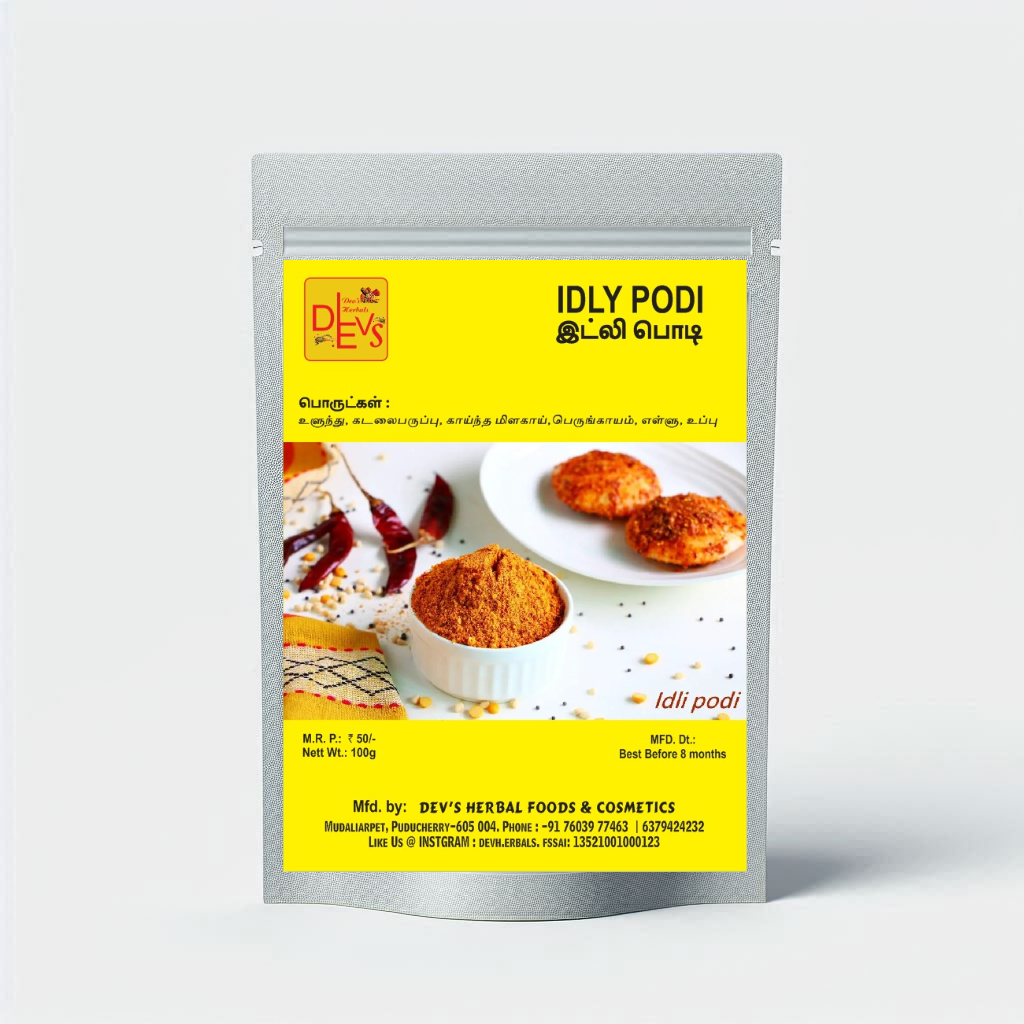 Dev's
Herbals
DEVS
IDLY PODI
இட்லி பொடி
பொருட்கள் :
உளுந்து, கடலைபருப்பு, காய்ந்த மிளகாய், பெருங்காயம், எள்ளு, உப்பு
Idli podi
M.R. P.: ₹ 50/-
Nett Wt.: 100g
MFD. Dt.:
Best Before 8 months
Mfd. by: DEV'S HERBAL FOODS & COSMETICS
MUDALIARPET, PUDUCHERRY-605 004. PHONE : -91 76039 77463 | 6379424232
LIKE US @ INSTGRAM : DEVH.ERBALS. FSSAI: 13521001000123